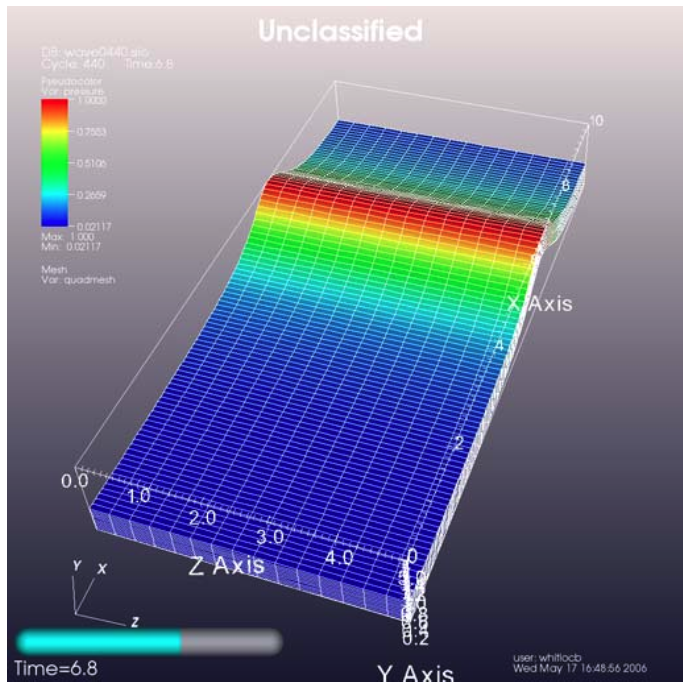 Unclassified
DB: wave0440.silo
Cycle: 440 Time:6.8
Pseudocolor
Var: pressure
1.0000
0.7553
0.5106
0.2659
0.02117
Max: 1.000
Min: 0.02117
Mesh
Var: quadmesh
10
8
X Axis
4
2
0
0.0
1.0
2.0
3.0
4.0
Z Axis
0.2
Y Axis
Y
X
Z
Time=6.8
user: whitlocb
Wed May 17 16:48:56 2006